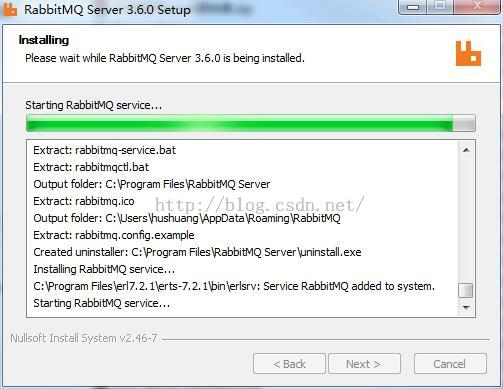 RabbitMQ Server 3.6.0 Setup
Installing
Please wait while RabbitMQ Server 3.6.0 is being installed.
Starting RabbitMQ service...
Extract: rabbitmq-service.bat
Extract: rabbitmqctl.bat
Output folder: C:\Program Files\RabbitMQ Server
Extract: rabbitmq.ico
http://blog.csdn.net/
Output folder: C:\Users\hushuang\AppData\Roaming\RabbitMQ
Extract: rabbitmq.config.example
Created uninstaller: C:\Program Files\RabbitMQ Server\uninstall.exe
Installing RabbitMQ service...
C:\Program Files\erl7.2.1\erts-7.2.1\bin\erlsrv: Service RabbitMQ added to system.
Starting RabbitMQ service...
Nullsoft Install System v2.46-7
< Back Next > Cancel